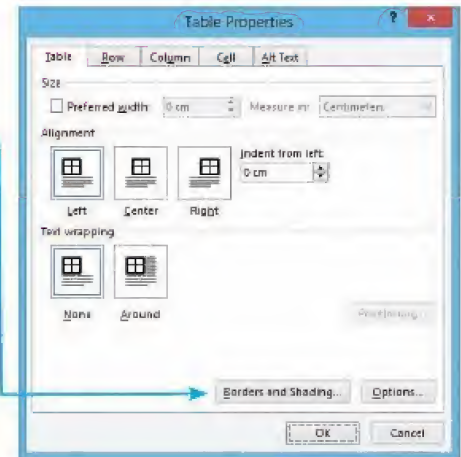 Table Properties ?
Table Row Column Cell Alt Text
Size
Preferred width: 0 cm Measure in: Centimeters
Alignment
Indent from left:
0 cm
Left Center Right
Text wrapping
None Around
Positioning...
Borders and Shading... Options...
OK Cancel